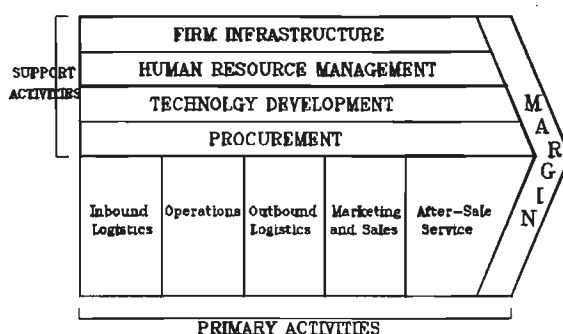 FIRM INFRASTRUCTURE
SUPPORT
ACTIVITIES
HUMAN RESOURCE MANAGEMENT
TECHNOLGY DEVELOPMENT
PROCUREMENT
MARGIN
Inbound
Logistics
Operations
Outbound
Logistics
Marketing
and Sales
After-Sale
Service
PRIMARY ACTIVITIES